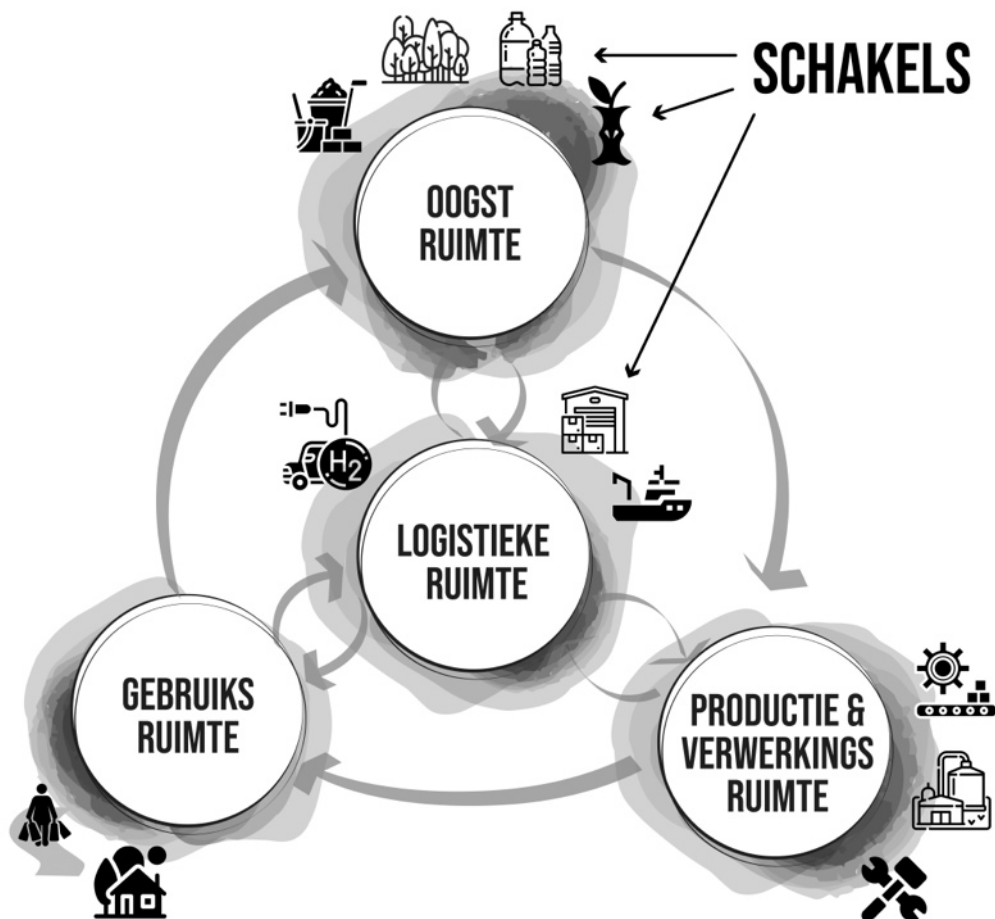 SCHAKELS
OOGST
RUIMTE
H2
LOGISTIEKE
RUIMTE
GEBRUIKS
RUIMTE
PRODUCTIE &
VERWERKINGS
RUIMTE